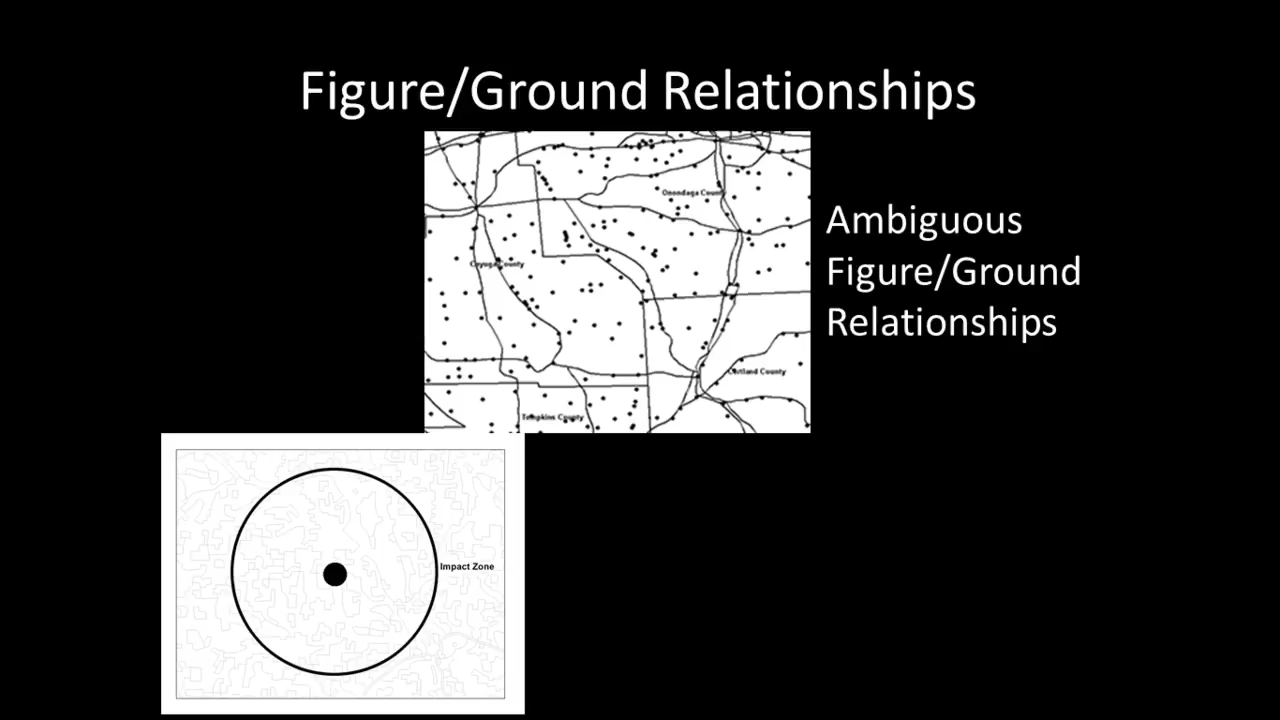 Figure/Ground Relationships
Onondaga County
Cayuga County
Cortland County
Tompkins County
Ambiguous
Figure/Ground
Relationships
Impact Zone